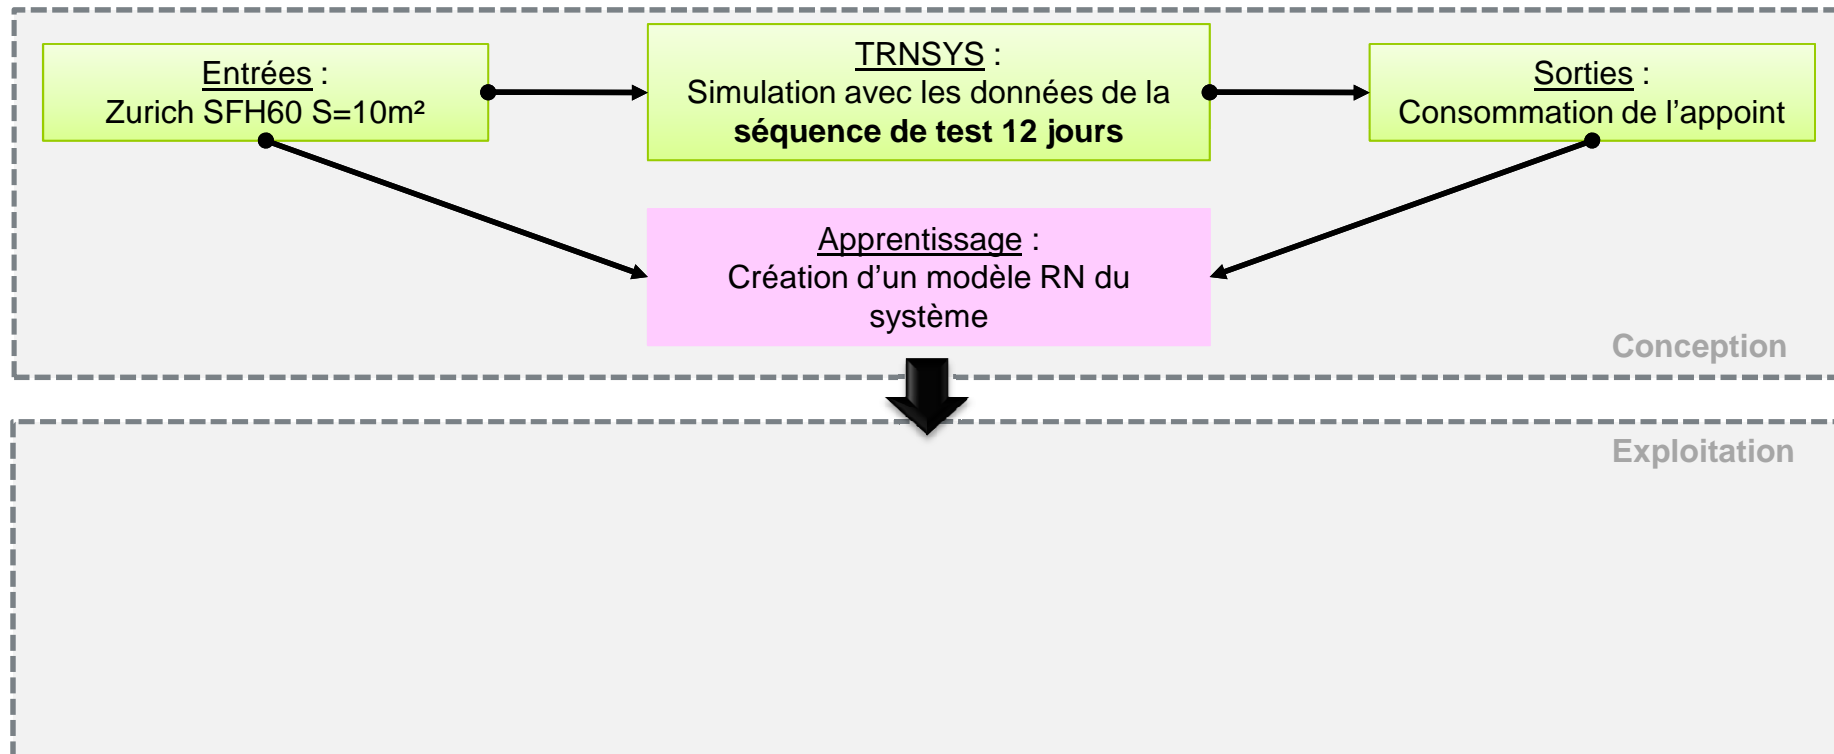 Entrées :
Zurich SFH60 S=10m²
TRNSYS :
Simulation avec les données de la
séquence de test 12 jours
Sorties :
Consommation de l’appoint
Apprentissage :
Création d’un modèle RN du
système
Conception
Exploitation